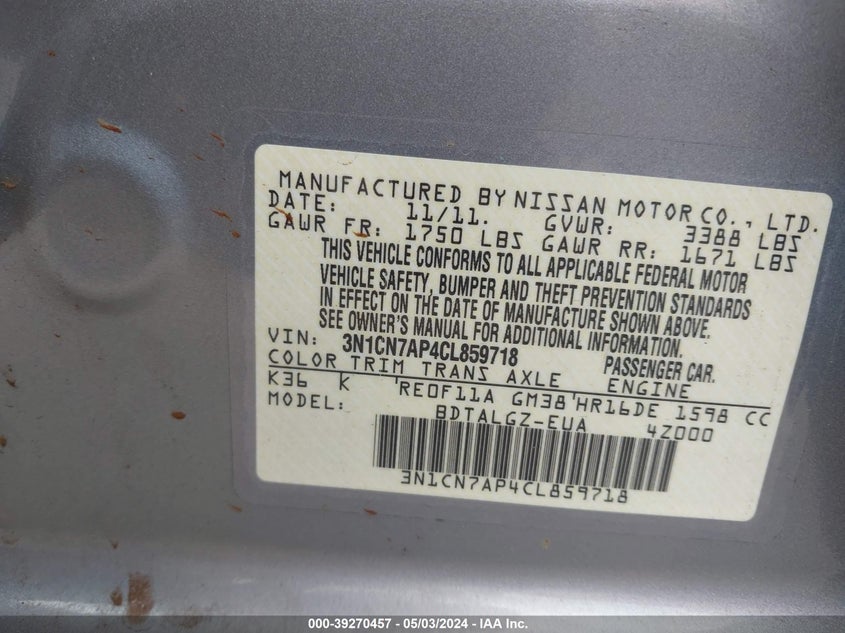 MANUFACTURED BY NISSAN MOTOR CO., LTD.
DATE: 11/11. GVWR: 3388 LBS
GAWR FR: 1750 LBS GAWR RR: 1671 LBS
THIS VEHICLE CONFORMS TO ALL APPLICABLE FEDERAL MOTOR
VEHICLE SAFETY, BUMPER AND THEFT PREVENTION STANDARDS
IN EFFECT ON THE DATE OF MANUFACTURE SHOWN ABOVE.
SEE OWNER'S MANUAL FOR ADDITIONAL INFORMATION.
VIN: 3N1CN7AP4CL859718 PASSENGER CAR.
COLOR TRIM TRANS AXLE ENGINE
K36 K 'RE0F11A GM38'HR16DE 1598 CC
MODEL: BDTALGZ-EUA 4Z000
3N1CN7AP4CL859718
000-39270457 - 05/03/2024 - IAA Inc.